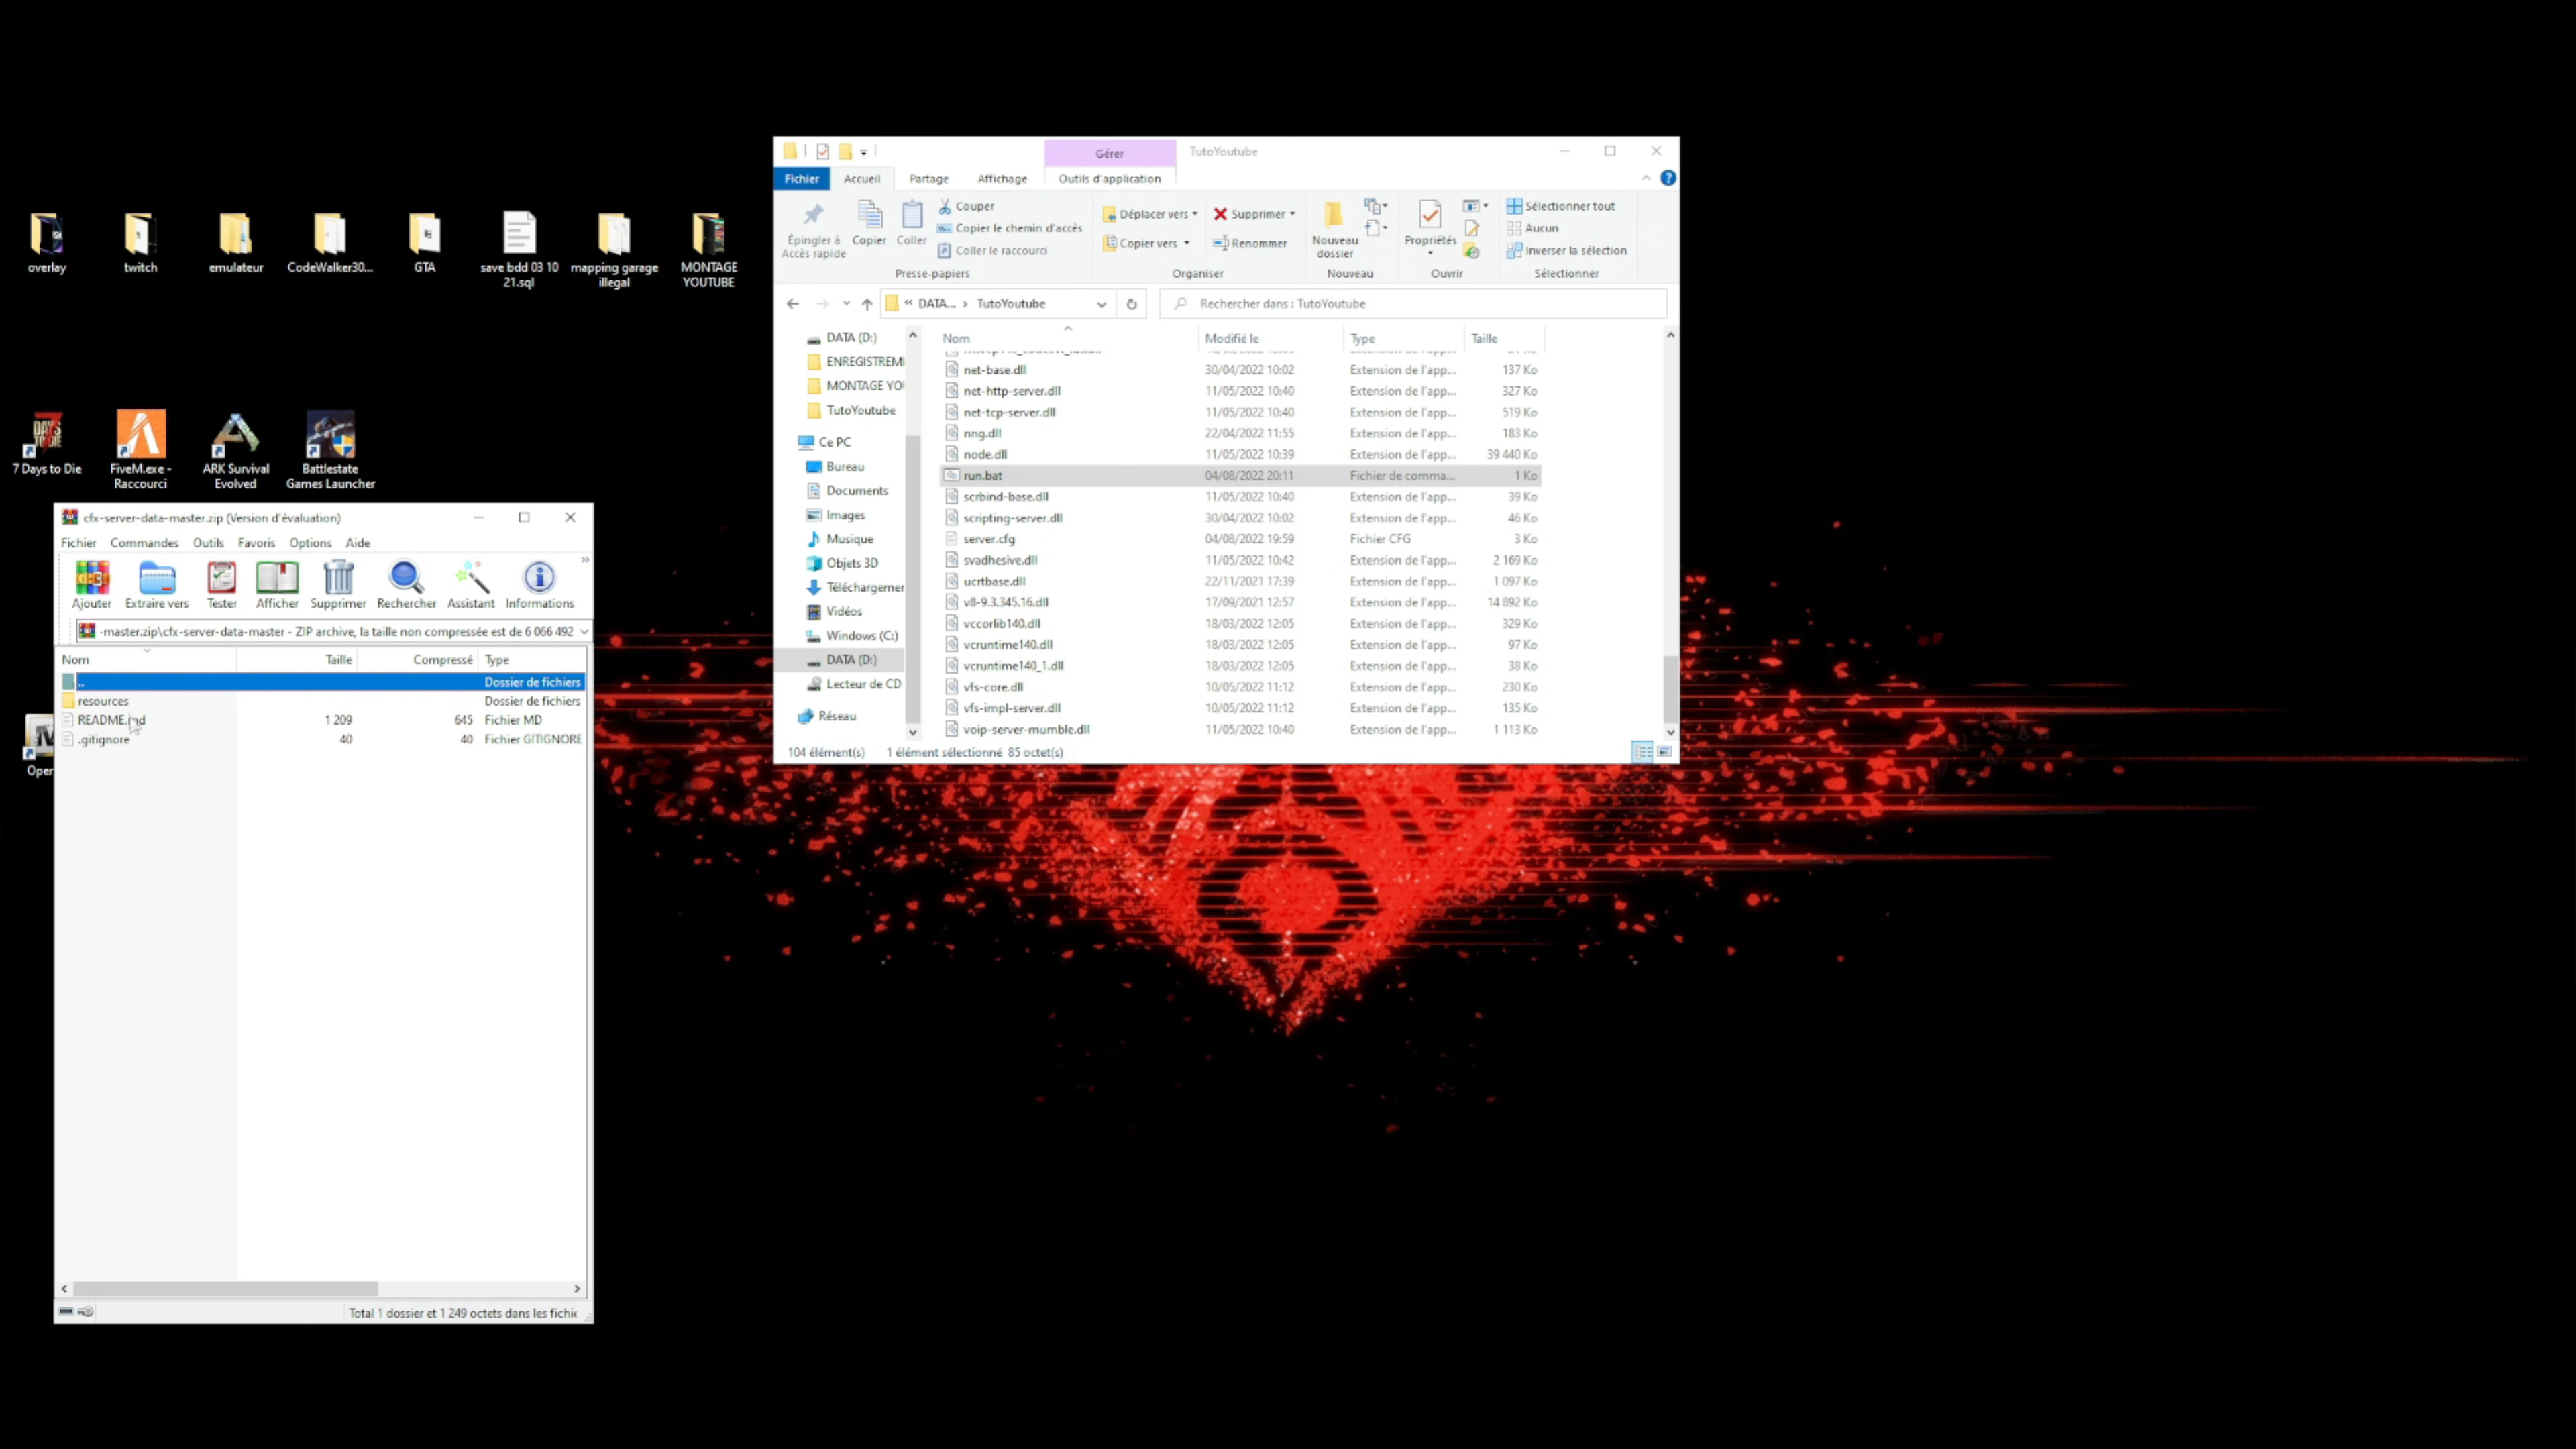 overlay
twitch
emulateur
CodeWalker30...
GTA
save bdd 03 10
21.sql
mapping garage
illegal
MONTAGE
YOUTUBE
7 Days to Die
FiveM.exe -
Raccourci
ARK Survival
Evolved
Battlestate
Games Launcher
Oper
Gérer
TutoYoutube
Fichier
Accueil
Partage
Affichage
Outils d'application
Épingler à
Accès rapide
Copier
Coller
Couper
Copier le chemin d'accès
Coller le raccourci
Presse-papiers
Déplacer vers
Copier vers
Supprimer
Renommer
Organiser
Nouveau
dossier
Nouveau
Propriétés
Ouvrir
Sélectionner tout
Aucun
Inverser la sélection
Sélectionner
« DATA... › TutoYoutube
Rechercher dans : TutoYoutube
DATA (D:)
ENREGISTREM
MONTAGE YO
TutoYoutube
Ce PC
Bureau
Documents
Images
Musique
Objets 3D
Téléchargemer
Vidéos
Windows (C:)
DATA (D:)
Lecteur de CD
Réseau
Nom Modifié le Type Taille
net-base.dll 30/04/2022 10:02 Extension de l'app... 137 Ko
net-http-server.dll 11/05/2022 10:40 Extension de l'app... 327 Ko
net-tcp-server.dll 11/05/2022 10:40 Extension de l'app... 519 Ko
nng.dll 22/04/2022 11:55 Extension de l'app... 183 Ko
node.dll 11/05/2022 10:39 Extension de l'app... 39 440 Ko
run.bat 04/08/2022 20:11 Fichier de comma... 1 Ko
scrbind-base.dll 11/05/2022 10:40 Extension de l'app... 39 Ko
scripting-server.dll 30/04/2022 10:02 Extension de l'app... 46 Ko
server.cfg 04/08/2022 19:59 Fichier CFG 3 Ko
svadhesive.dll 11/05/2022 10:42 Extension de l'app... 2 169 Ko
ucrtbase.dll 22/11/2021 17:39 Extension de l'app... 1 097 Ko
v8-9.3.345.16.dll 17/09/2021 12:57 Extension de l'app... 14 892 Ko
vccorlib140.dll 18/03/2022 12:05 Extension de l'app... 329 Ko
vcruntime140.dll 18/03/2022 12:05 Extension de l'app... 97 Ko
vcruntime140_1.dll 18/03/2022 12:05 Extension de l'app... 38 Ko
vfs-core.dll 10/05/2022 11:12 Extension de l'app... 230 Ko
vfs-impl-server.dll 10/05/2022 11:12 Extension de l'app... 135 Ko
voip-server-mumble.dll 11/05/2022 10:40 Extension de l'app... 1 113 Ko
104 élément(s) 1 élément sélectionné 85 octet(s)
cfx-server-data-master.zip (Version d'évaluation)
Fichier Commandes Outils Favoris Options Aide
Ajouter Extraire vers Tester Afficher Supprimer Rechercher Assistant Informations
-master.zip\cfx-server-data-master - ZIP archive, la taille non compressée est de 6 066 492
Nom Taille Compressé Type
.. Dossier de fichiers
resources Dossier de fichiers
README.md 1 209 645 Fichier MD
.gitignore 40 40 Fichier GITIGNORE
Total 1 dossier et 1 249 octets dans les fichie